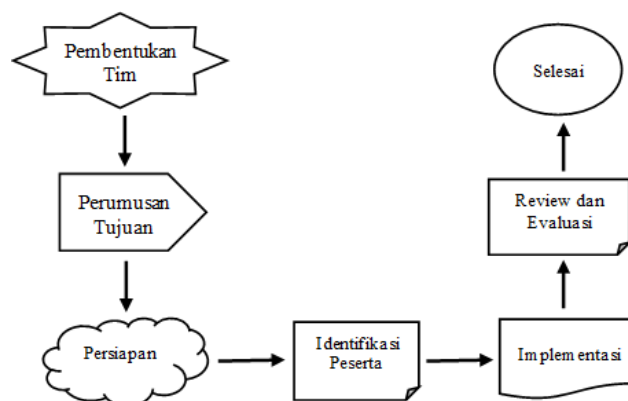 Pembentukan
Tim
Perumusan
Tujuan
Persiapan
Identifikasi
Peserta
Implementasi
Review dan
Evaluasi
Selesai